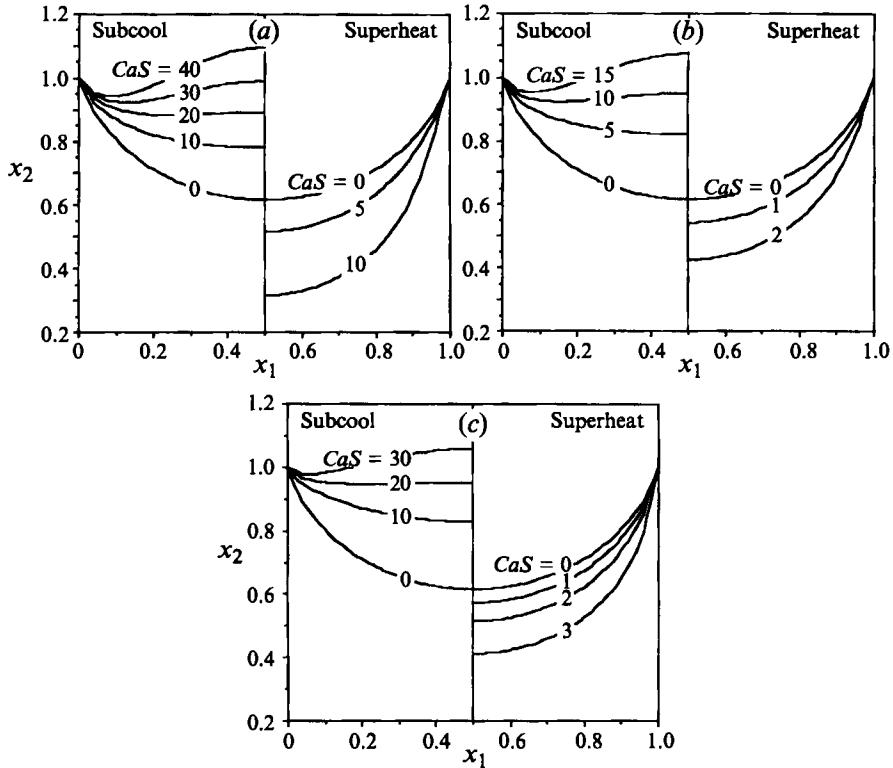 1.2
Subcool (a) Superheat
CaS = 40
1.0
30
20
0.8
10
x2
0
CaS = 0
0.6
5
0.4
10
0.2
0 0.2 0.4 0.6 0.8 1.0
x1
1.2
Subcool (b) Superheat
CaS = 15
1.0
10
5
0.8
0
CaS = 0
0.6
1
2
0.4
0.2
0 0.2 0.4 0.6 0.8 1.0
x1
1.2
Subcool (c) Superheat
CaS = 30
1.0
20
10
0.8
x2
0
CaS = 0
1
0.6
2
3
0.4
0.2
0 0.2 0.4 0.6 0.8 1.0
x1